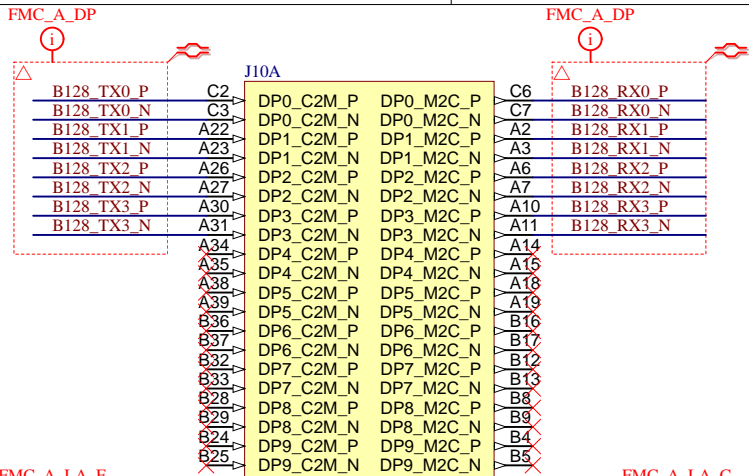 FMC_A_DP FMC_A_DP
i i
J10A
B128_TX0_P C2 DP0_C2M_P DP0_M2C_P C6 B128_RX0_P
B128_TX0_N C3 DP0_C2M_N DP0_M2C_N C7 B128_RX0_N
B128_TX1_P A22 DP1_C2M_P DP1_M2C_P A2 B128_RX1_P
B128_TX1_N A23 DP1_C2M_N DP1_M2C_N A3 B128_RX1_N
B128_TX2_P A26 DP2_C2M_P DP2_M2C_P A6 B128_RX2_P
B128_TX2_N A27 DP2_C2M_N DP2_M2C_N A7 B128_RX2_N
B128_TX3_P A30 DP3_C2M_P DP3_M2C_P A10 B128_RX3_P
B128_TX3_N A31 DP3_C2M_N DP3_M2C_N A11 B128_RX3_N
A34 DP4_C2M_P DP4_M2C_P A14
A35 DP4_C2M_N DP4_M2C_N A15
A38 DP5_C2M_P DP5_M2C_P A18
A39 DP5_C2M_N DP5_M2C_N A19
B36 DP6_C2M_P DP6_M2C_P B16
B37 DP6_C2M_N DP6_M2C_N B17
B32 DP7_C2M_P DP7_M2C_P B12
B33 DP7_C2M_N DP7_M2C_N B13
B28 DP8_C2M_P DP8_M2C_P B8
B29 DP8_C2M_N DP8_M2C_N B9
B24 DP9_C2M_P DP9_M2C_P B4
B25 DP9_C2M_N DP9_M2C_N B5